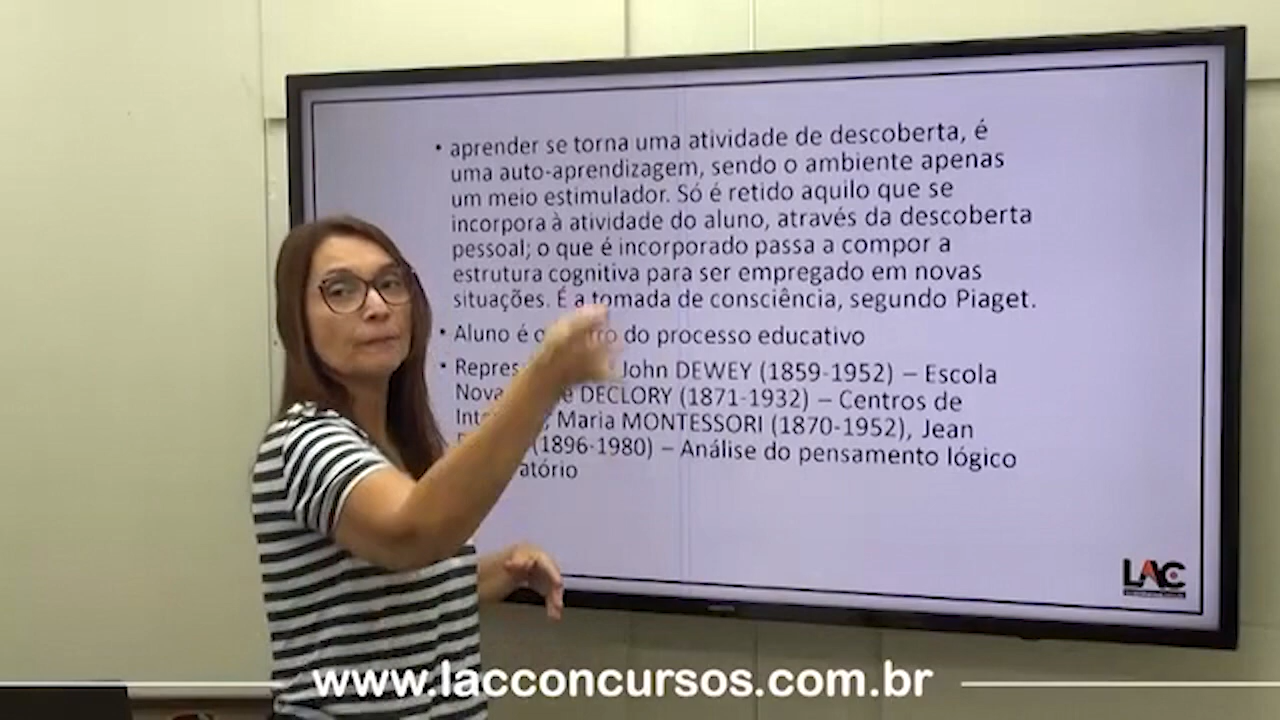 • aprender se torna uma atividade de descoberta, é
uma auto-aprendizagem, sendo o ambiente apenas
um meio estimulador. Só é retido aquilo que se
incorpora à atividade do aluno, através da descoberta
pessoal; o que é incorporado passa a compor a
estrutura cognitiva para ser empregado em novas
situações. É a tomada de consciência, segundo Piaget.
• Aluno é o do processo educativo
• John DEWEY (1859-1952) – Escola
Nova DECLORY (1871-1932) – Centros de
Maria MONTESSORI (1870-1952), Jean
(1896-1980) – Análise do pensamento lógico
LAC
www.lacconcursos.com.br